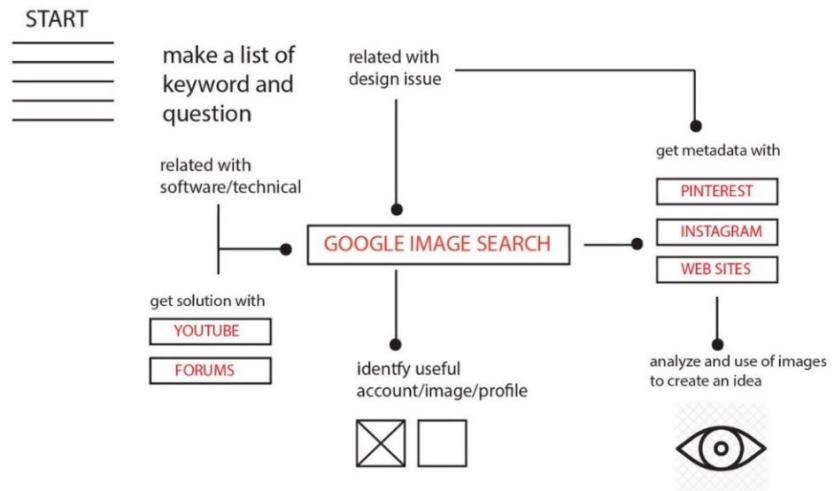 START
make a list of
keyword and
question
related with
design issue
related with
software/technical
get metadata with
PINTEREST
INSTAGRAM
WEB SITES
GOOGLE IMAGE SEARCH
get solution with
YOUTUBE
FORUMS
identfy useful
account/image/profile
analyze and use of images
to create an idea